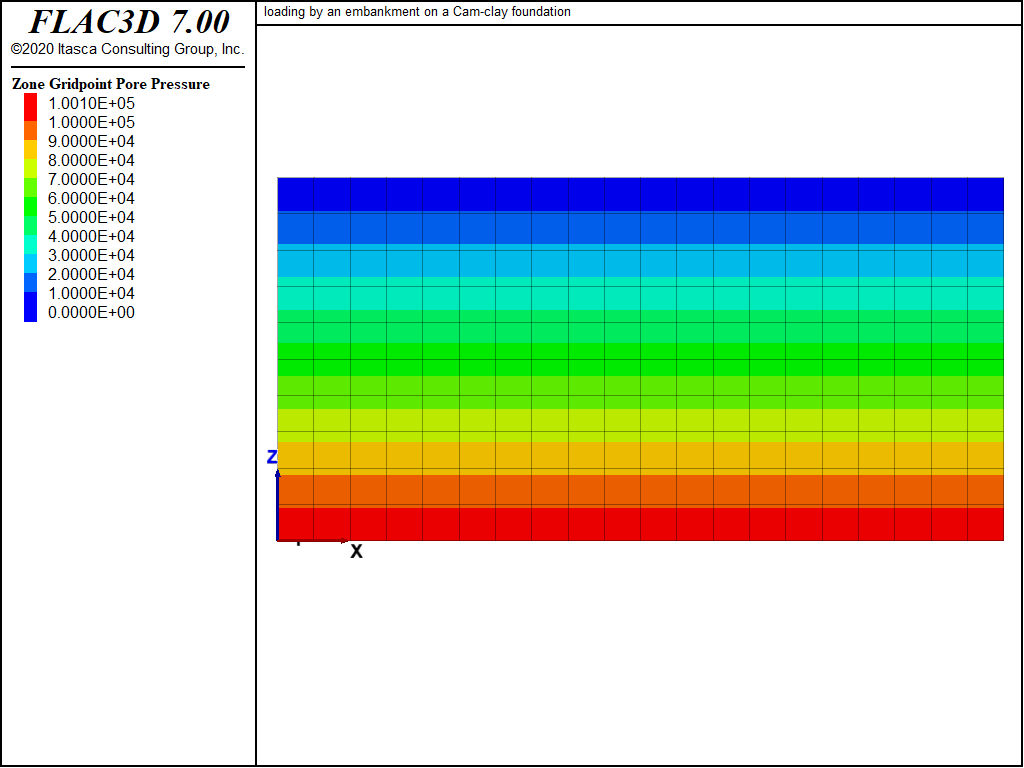 FLAC3D 7.00
©2020 Itasca Consulting Group, Inc.
Zone Gridpoint Pore Pressure
1.0010E+05
1.0000E+05
9.0000E+04
8.0000E+04
7.0000E+04
6.0000E+04
5.0000E+04
4.0000E+04
3.0000E+04
2.0000E+04
1.0000E+04
0.0000E+00
loading by an embankment on a Cam-clay foundation
Z
X